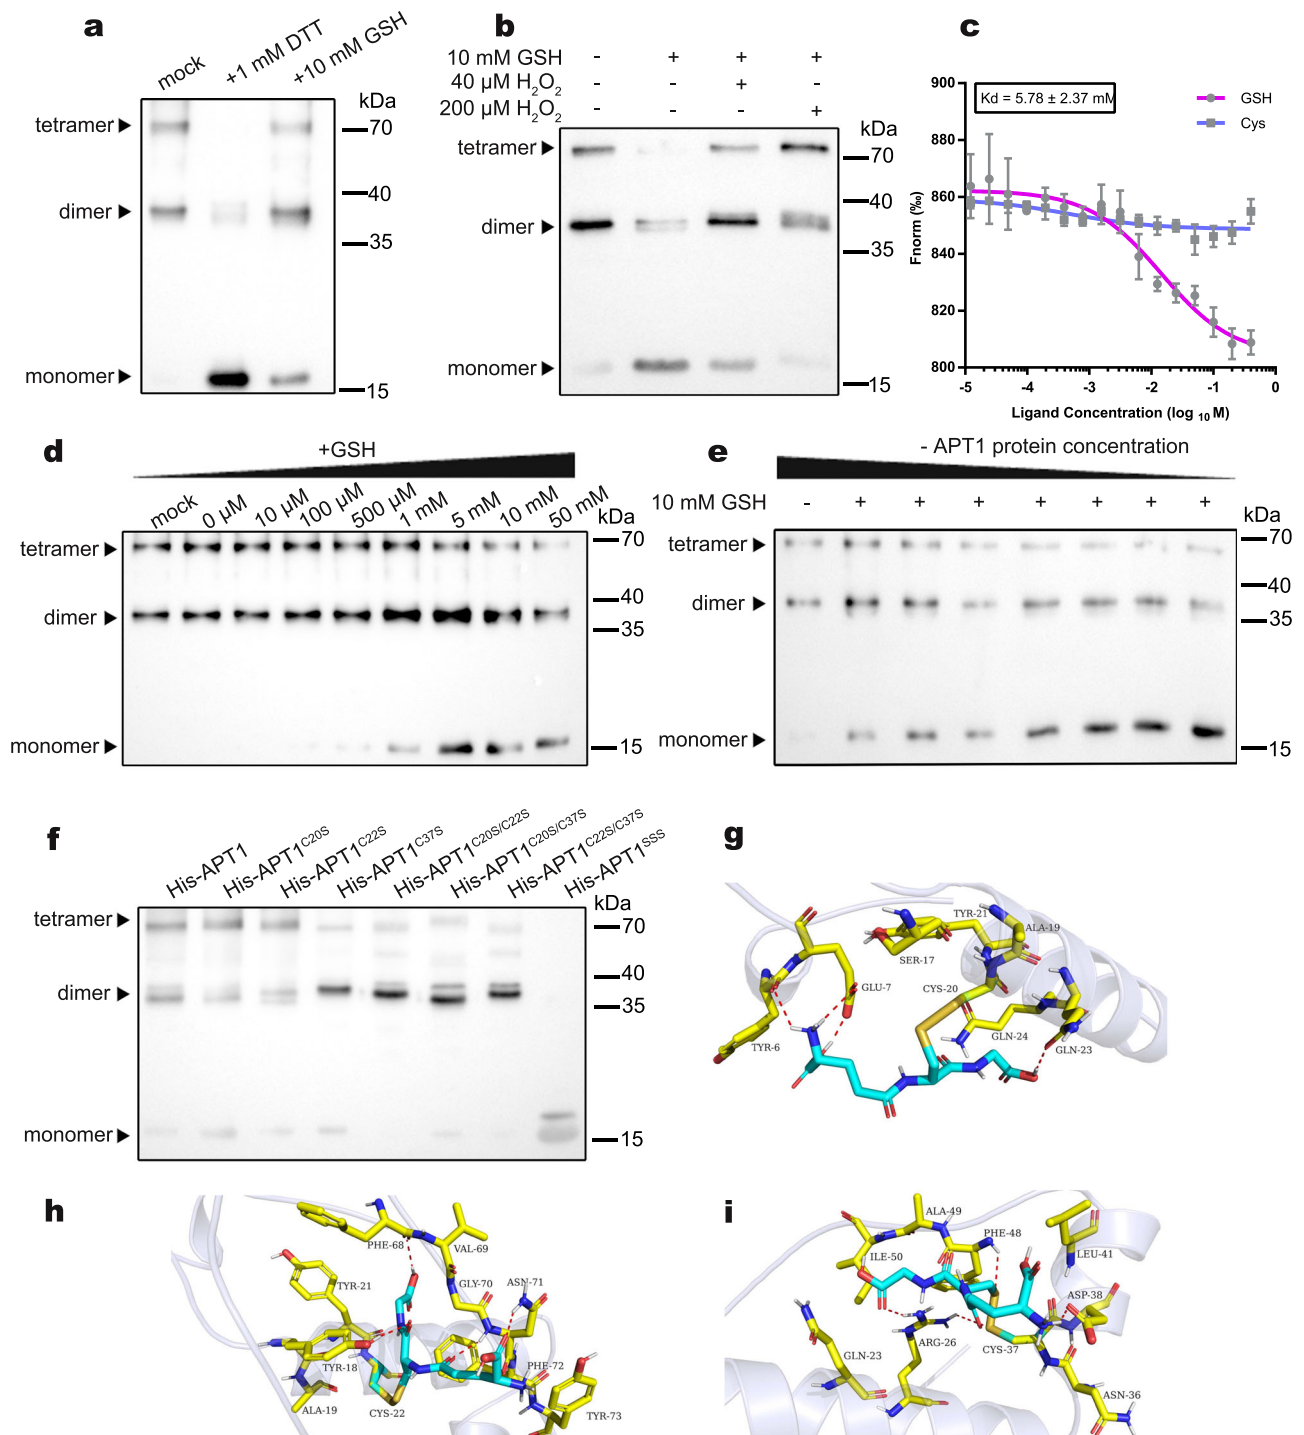 a
mock
+1 mM DTT
+10 mM GSH
kDa
tetramer
70
40
dimer
35
monomer
15
b
10 mM GSH - + + +
40 µM H2O2 - - + -
200 µM H2O2 - - - +
kDa
tetramer
70
40
dimer
35
monomer
15
c
900
880
860
840
820
800
Fnorm (‰)
Kd = 5.78 ± 2.37 mM
GSH
Cys
-5 -4 -3 -2 -1 0
Ligand Concentration (log 10 M)
d
+GSH
mock 0 µM 10 µM 100 µM 500 µM 1 mM 5 mM 10 mM 50 mM
kDa
tetramer
70
40
dimer
35
monomer
15
e
- APT1 protein concentration
10 mM GSH - + + + + + + +
kDa
tetramer
70
40
dimer
35
monomer
15
f
His-APT1
His-APT1C20S
His-APT1C22S
His-APT1C37S
His-APT1C20S/C22S
His-APT1C20S/C37S
His-APT1C22S/C37S
His-APT1SSS
kDa
tetramer
70
40
dimer
35
monomer
15
g
TYR-21
ALA-19
SER-17
CYS-20
GLU-7
GLN-24
TYR-6
GLN-23
h
PHE-68
VAL-69
TYR-21
GLY-70
ASN-71
TYR-18
PHE-72
ALA-19
CYS-22
TYR-73
i
ALA-49
PHE-48
ILE-50
LEU-41
ASP-38
ARG-26
CYS-37
GLN-23
ASN-36